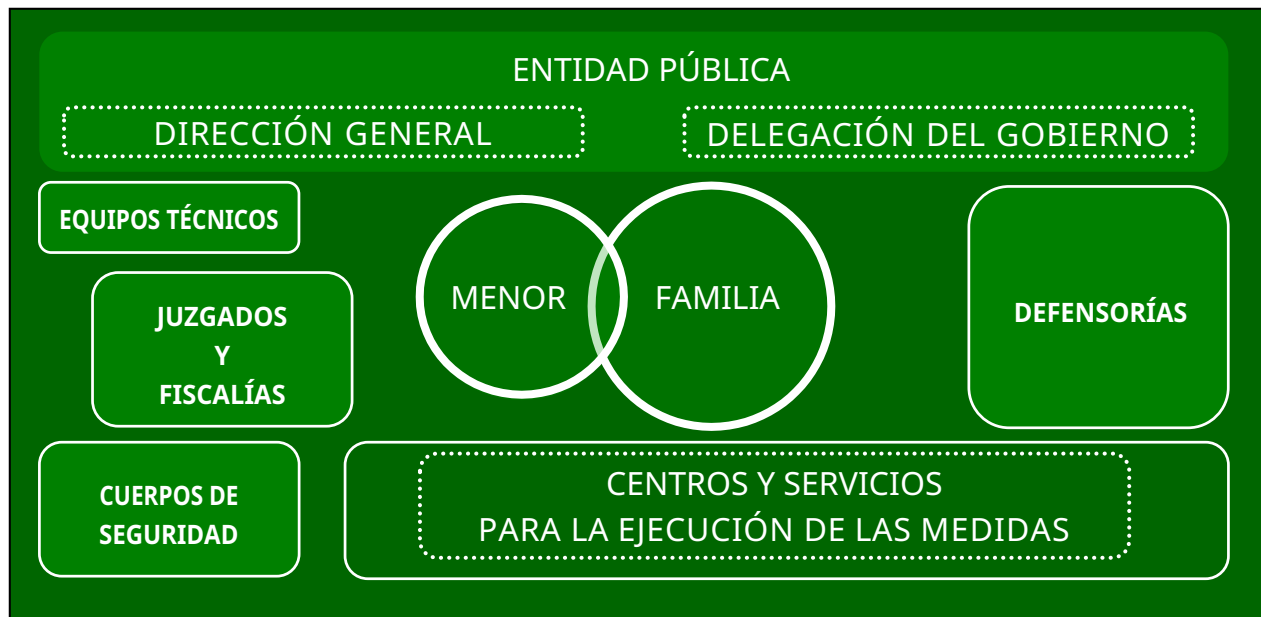 ENTIDAD PÚBLICA
DIRECCIÓN GENERAL
DELEGACIÓN DEL GOBIERNO
EQUIPOS TÉCNICOS
JUZGADOS
Y
FISCALÍAS
MENOR
FAMILIA
DEFENSORÍAS
CUERPOS DE
SEGURIDAD
CENTROS Y SERVICIOS
PARA LA EJECUCIÓN DE LAS MEDIDAS